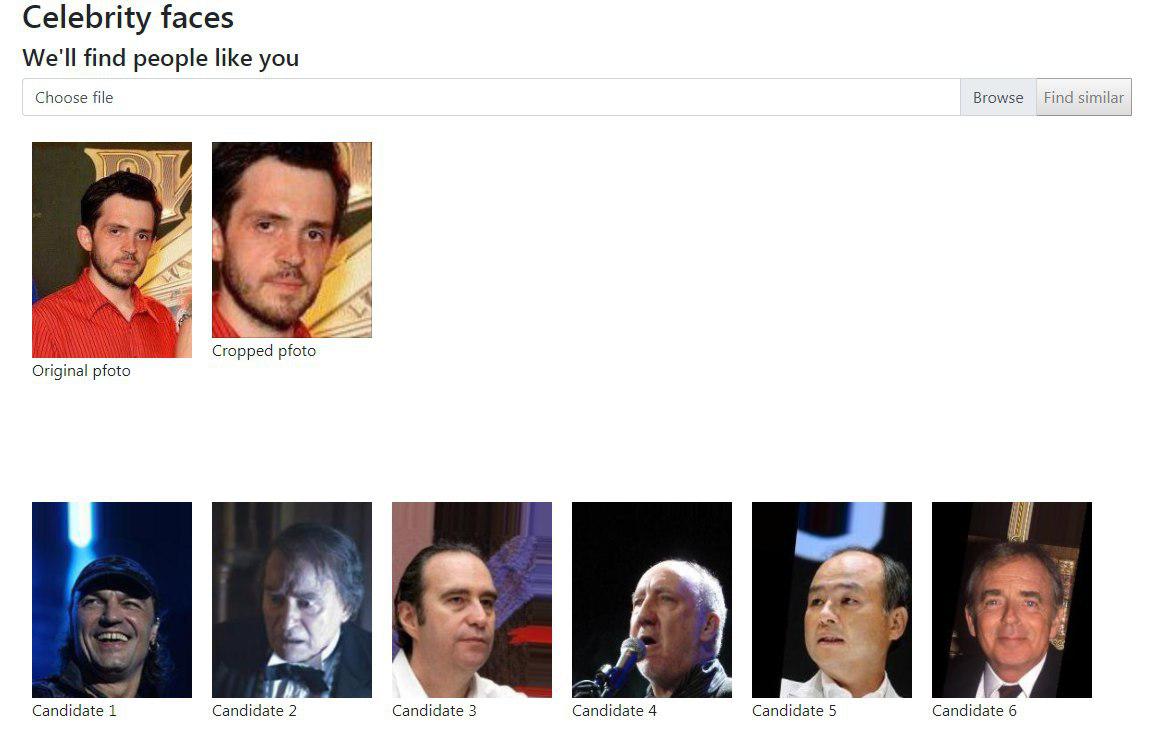 Celebrity faces
We'll find people like you
Choose file Browse Find similar
Original pfoto
Cropped pfoto
Candidate 1
Candidate 2
Candidate 3
Candidate 4
Candidate 5
Candidate 6